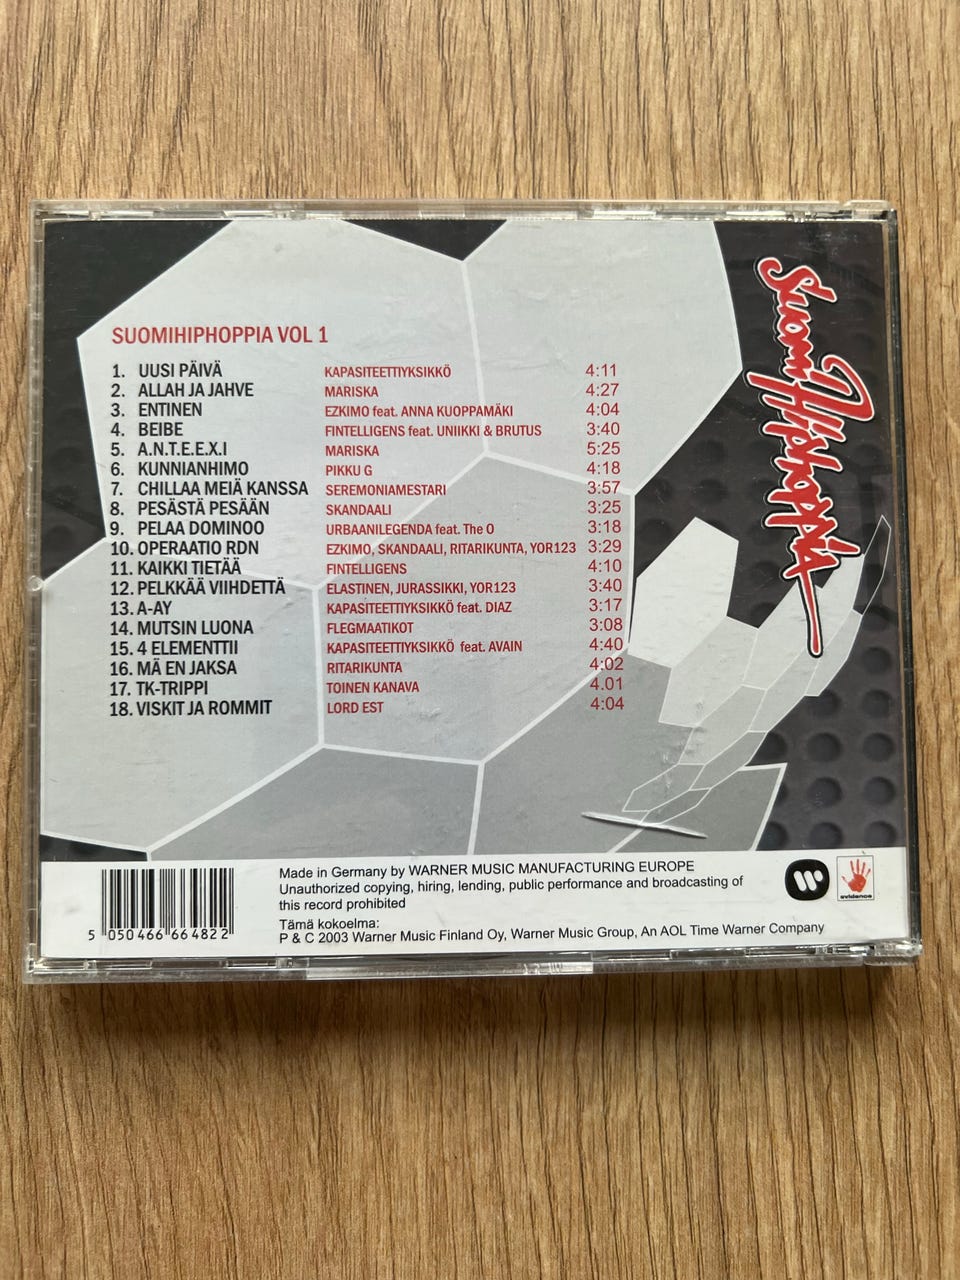 Suomi Hiphoppia
SUOMIHIPHOPPIA VOL 1
1. UUSI PÄIVÄ KAPASITEETTIYKSIKKÖ 4:11
2. ALLAH JA JAHVE MARISKA 4:27
3. ENTINEN EZKIMO feat. ANNA KUOPPAMÄKI 4:04
4. BEIBE FINTELLIGENS feat. UNIIKKI & BRUTUS 3:40
5. A.N.T.E.E.X.I MARISKA 5:25
6. KUNNIANHIMO PIKKU G 4:18
7. CHILLAA MEIÄ KANSSA SEREMONIAMESTARI 3:57
8. PESÄSTÄ PESÄÄN SKANDAALI 3:25
9. PELAA DOMINOO URBAANILEGENDA feat. The O 3:18
10. OPERAATIO RDN EZKIMO, SKANDAALI, RITARIKUNTA, YOR123 3:29
11. KAIKKI TIETÄÄ FINTELLIGENS 4:10
12. PELKKÄÄ VIIHDETTÄ ELASTINEN, JURASSIKKI, YOR123 3:40
13. A-AY KAPASITEETTIYKSIKKÖ feat. DIAZ 3:17
14. MUTSIN LUONA FLEGMAATIKOT 3:08
15. 4 ELEMENTTII KAPASITEETTIYKSIKKÖ feat. AVAIN 4:40
16. MÄ EN JAKSA RITARIKUNTA 4:02
17. TK-TRIPPI TOINEN KANAVA 4.01
18. VISKIT JA ROMMIT LORD EST 4:04
Made in Germany by WARNER MUSIC MANUFACTURING EUROPE
Unauthorized copying, hiring, lending, public performance and broadcasting of
this record prohibited
Tämä kokoelma:
P & C 2003 Warner Music Finland Oy, Warner Music Group, An AOL Time Warner Company
5 050466 664822
evidence